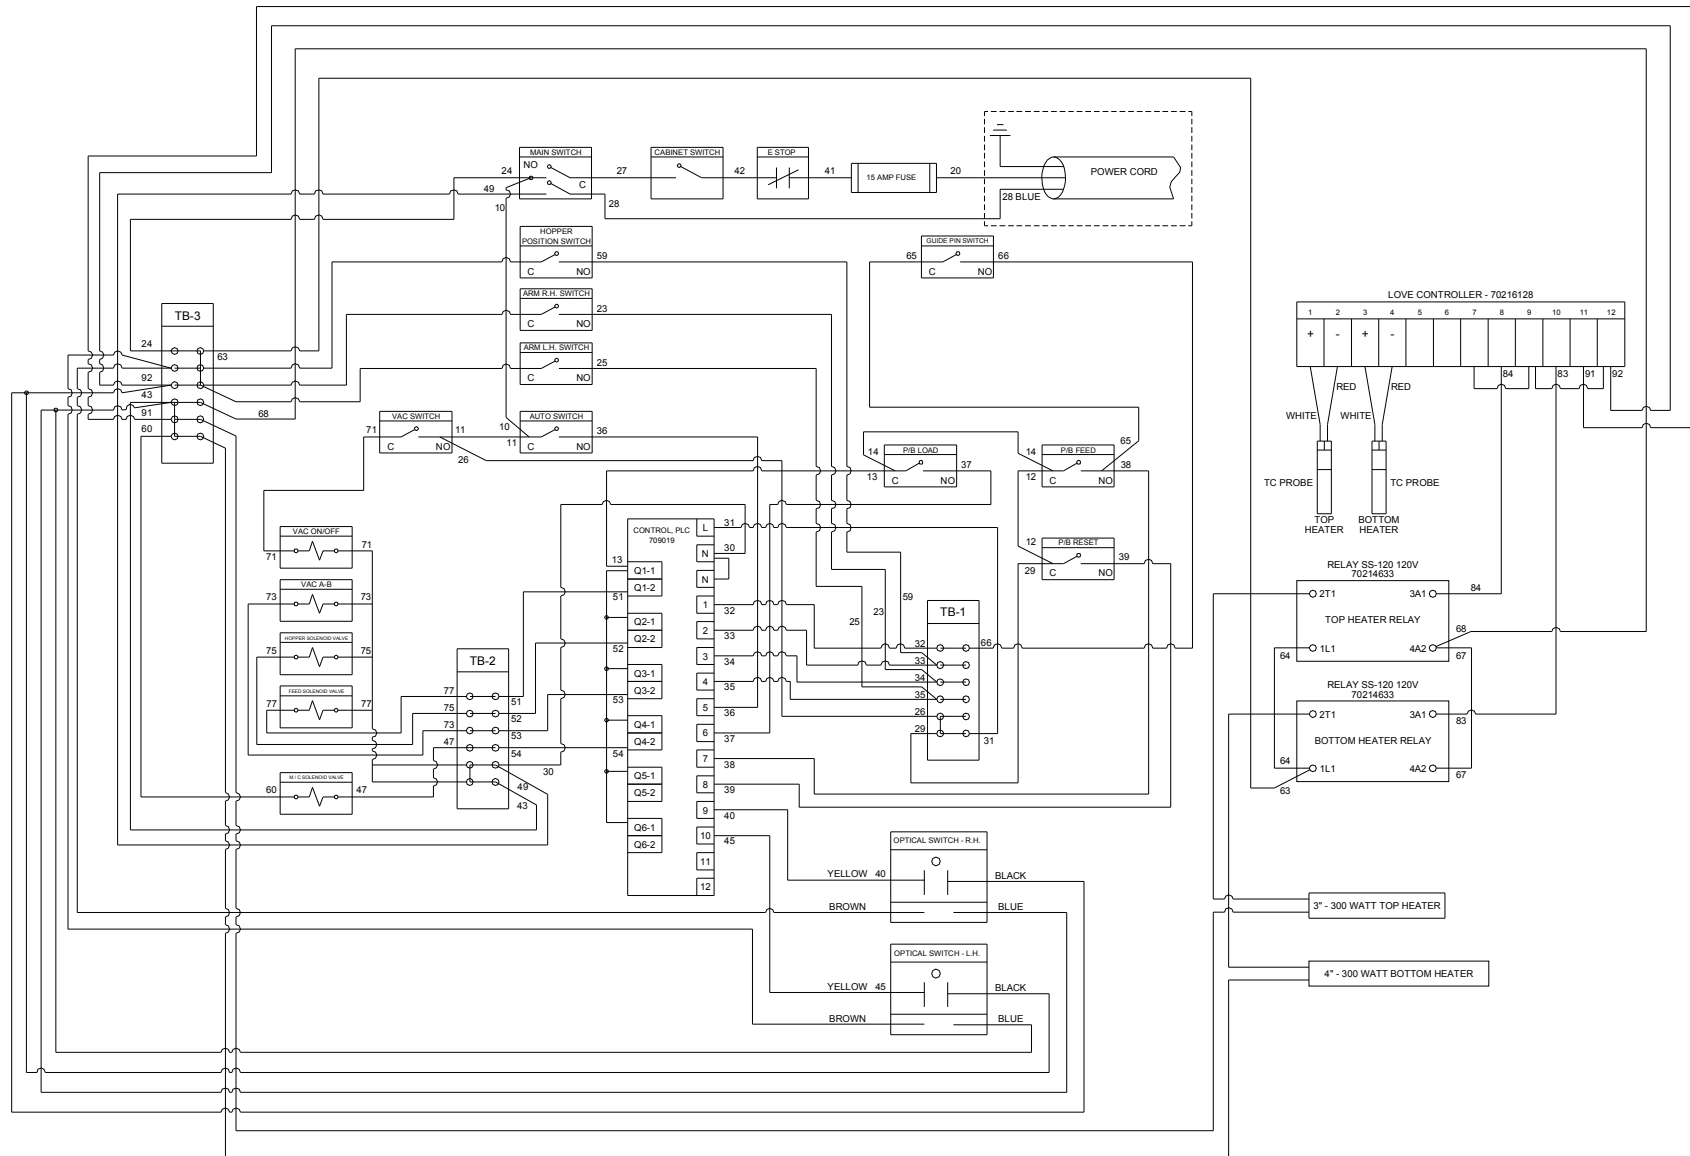 MAIN SWITCH
NO
C
24
49
10
27
28
CABINET SWITCH
42
E STOP
41
15 AMP FUSE
20
POWER CORD
28 BLUE
HOPPER
POSITION SWITCH
C
NO
59
GUIDE PIN SWITCH
65
66
C
NO
ARM R.H. SWITCH
C
NO
23
ARM L.H. SWITCH
C
NO
25
TB-3
24
63
92
43
91
68
60
VAC SWITCH
71
C
NO
11
26
AUTO SWITCH
10
11
C
NO
36
LOVE CONTROLLER - 70216128
1 2 3 4 5 6 7 8 9 10 11 12
+ - + -
84
83
91
92
RED
RED
WHITE
WHITE
TC PROBE
TC PROBE
TOP
HEATER
BOTTOM
HEATER
P/B LOAD
14
13
C
NO
37
P/B FEED
14
12
C
NO
65
38
P/B RESET
12
29
C
NO
39
VAC ON/OFF
71
71
VAC A-B
73
73
HOPPER SOLENOID VALVE
75
75
FEED SOLENOID VALVE
77
77
M / C SOLENOID VALVE
60
47
TB-2
77
75
73
47
51
52
53
54
30
49
43
CONTROL, PLC
709019
13
Q1-1
Q1-2
51
Q2-1
Q2-2
52
Q3-1
Q3-2
53
Q4-1
Q4-2
54
Q5-1
Q5-2
Q6-1
Q6-2
L
31
N
30
N
1
32
2
33
3
34
4
35
5
36
6
37
7
38
8
39
9
40
10
45
11
12
59
23
25
TB-1
32
66
33
34
35
26
29
31
RELAY SS-120 120V
70214633
2T1
3A1
84
TOP HEATER RELAY
68
1L1
4A2
64
67
RELAY SS-120 120V
70214633
2T1
3A1
83
BOTTOM HEATER RELAY
64
1L1
4A2
67
63
OPTICAL SWITCH - R.H.
YELLOW 40
BLACK
BROWN
BLUE
OPTICAL SWITCH - L.H.
YELLOW 45
BLACK
BROWN
BLUE
3" - 300 WATT TOP HEATER
4" - 300 WATT BOTTOM HEATER